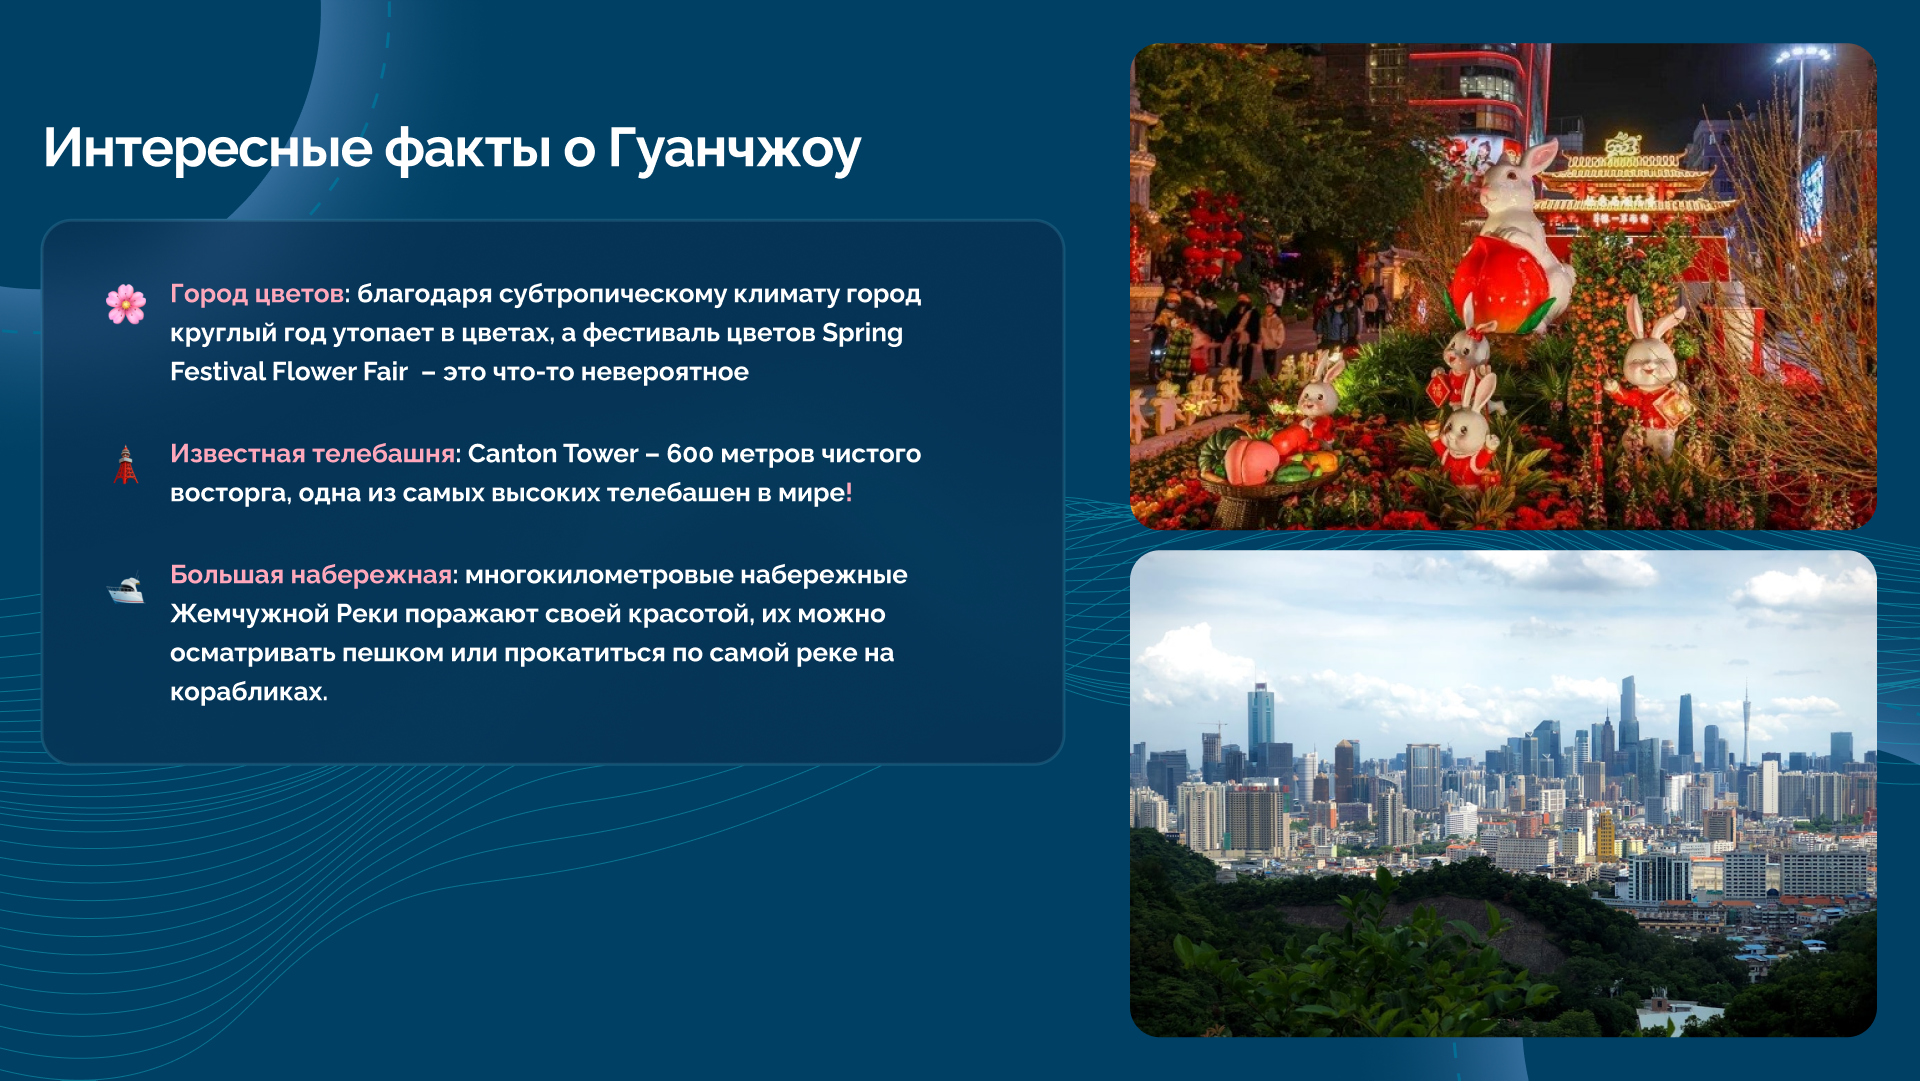 Интересные факты о Гуанчжоу
🌸 Город цветов: благодаря субтропическому климату город
круглый год утопает в цветах, а фестиваль цветов Spring
Festival Flower Fair – это что-то невероятное
Известная телебашня: Canton Tower – 600 метров чистого
восторга, одна из самых высоких телебашен в мире!
Большая набережная: многокилометровые набережные
Жемчужной Реки поражают своей красотой, их можно
осматривать пешком или прокатиться по самой реке на
корабликах.